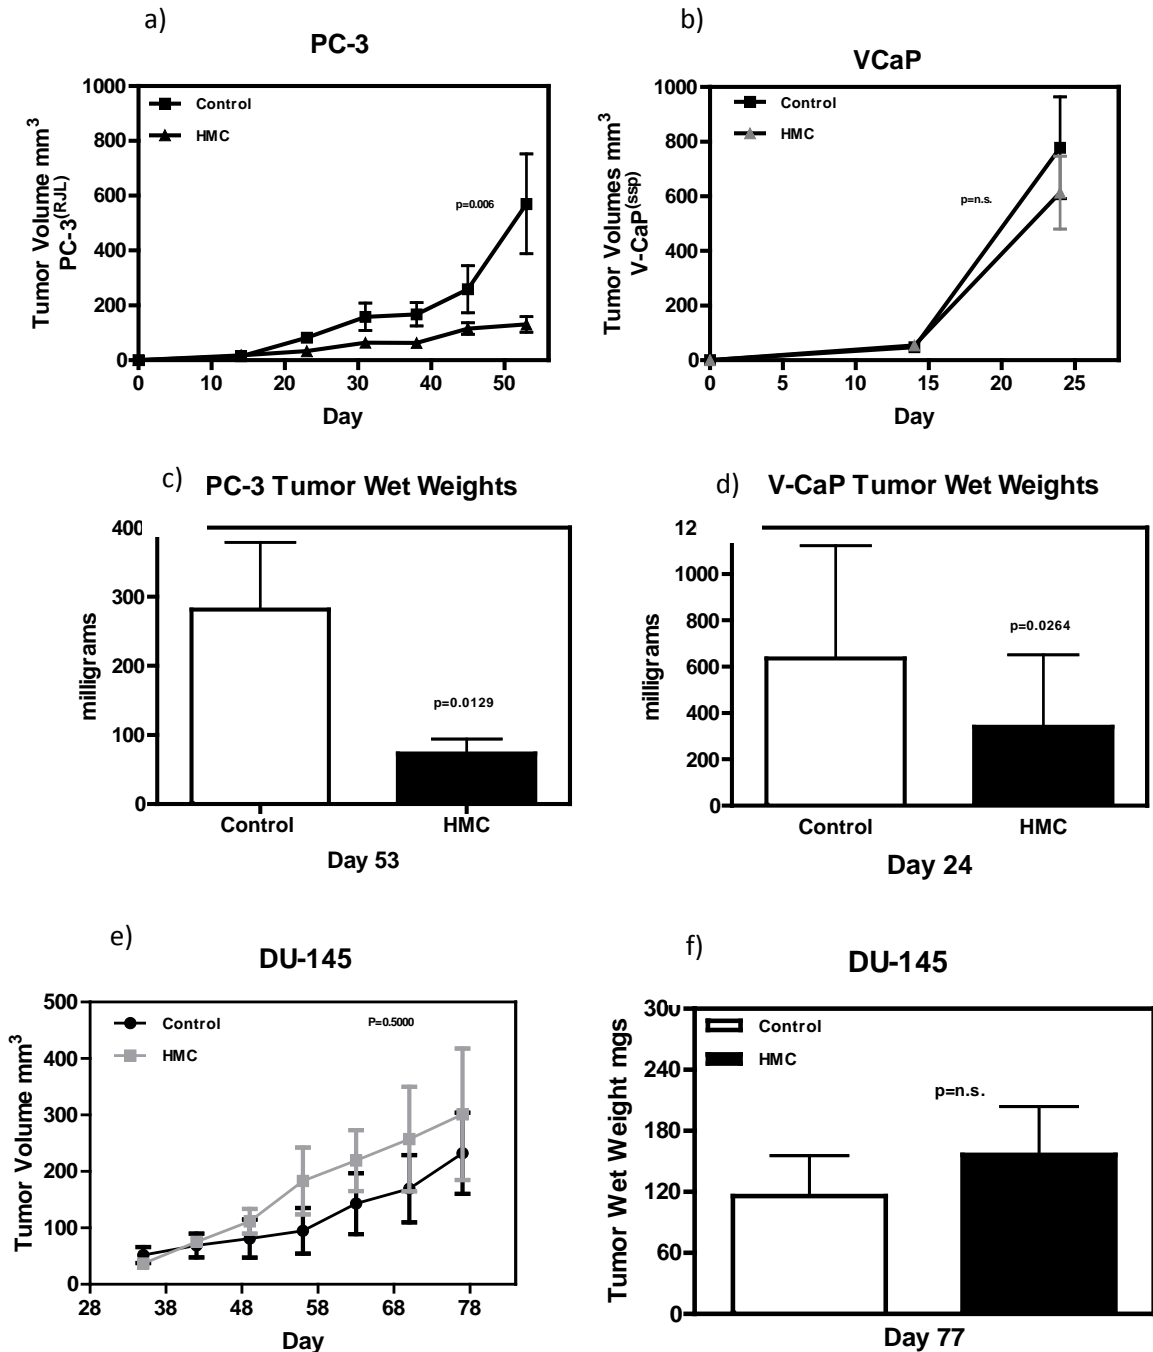 a)
PC-3
1000
800
600
400
200
0
Tumor Volume mm3
PC-3(RJL)
Control
HMC
p=0.006
0 10 20 30 40 50
Day
b)
VCaP
1000
800
600
400
200
0
Tumor Volumes mm3
V-CaP(ssp)
Control
HMC
p=n.s.
0 5 10 15 20 25
Day
c)
PC-3 Tumor Wet Weights
400
300
200
100
0
milligrams
p=0.0129
Control HMC
Day 53
d)
V-CaP Tumor Wet Weights
12
1000
800
600
400
200
0
milligrams
p=0.0264
Control HMC
Day 24
e)
DU-145
500
400
300
200
100
0
Tumor Volume mm3
Control
HMC
P=0.5000
28 38 48 58 68 78
Day
f)
DU-145
300
240
180
120
60
0
Tumor Wet Weight mgs
Control
HMC
p=n.s.
Day 77